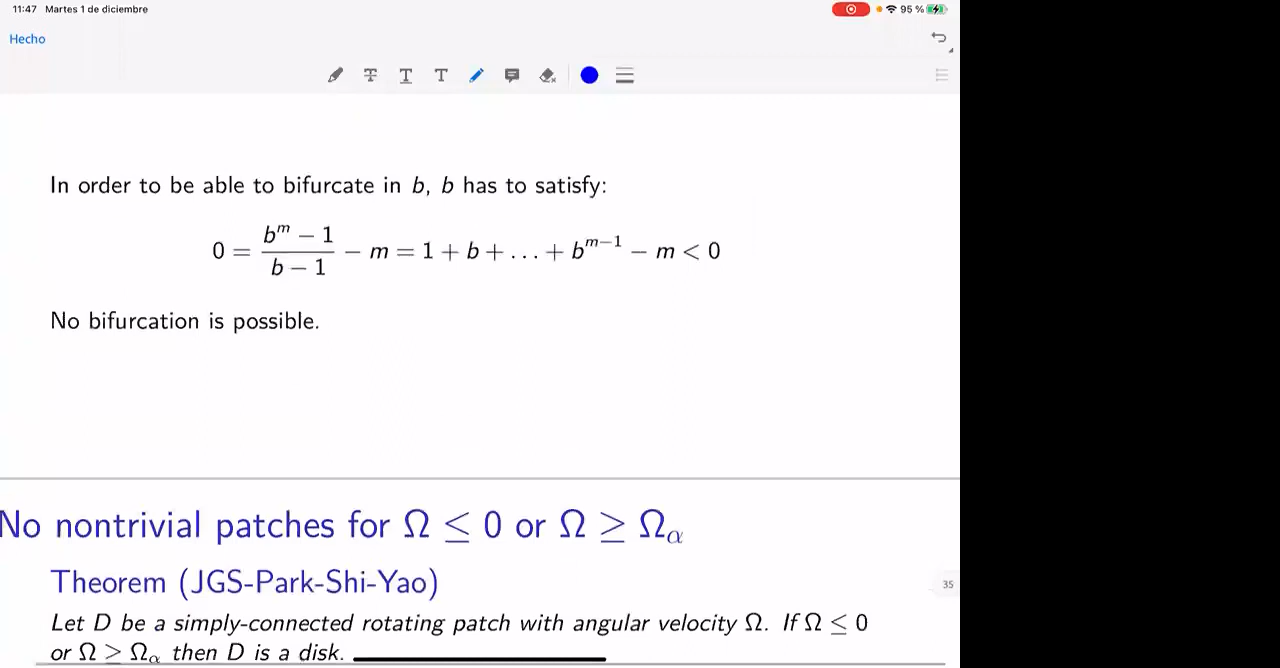 11:47 Martes 1 de diciembre
95 %
Hecho
T T T
In order to be able to bifurcate in b, b has to satisfy:
0 = \frac{b^m − 1}{b − 1} − m = 1 + b + . . . + b^{m−1} − m < 0
No bifurcation is possible.
No nontrivial patches for Ω ≤ 0 or Ω ≥ Ω_α
Theorem (JGS-Park-Shi-Yao)
35
Let D be a simply-connected rotating patch with angular velocity Ω. If Ω ≤ 0
or Ω ≥ Ω_α then D is a disk.